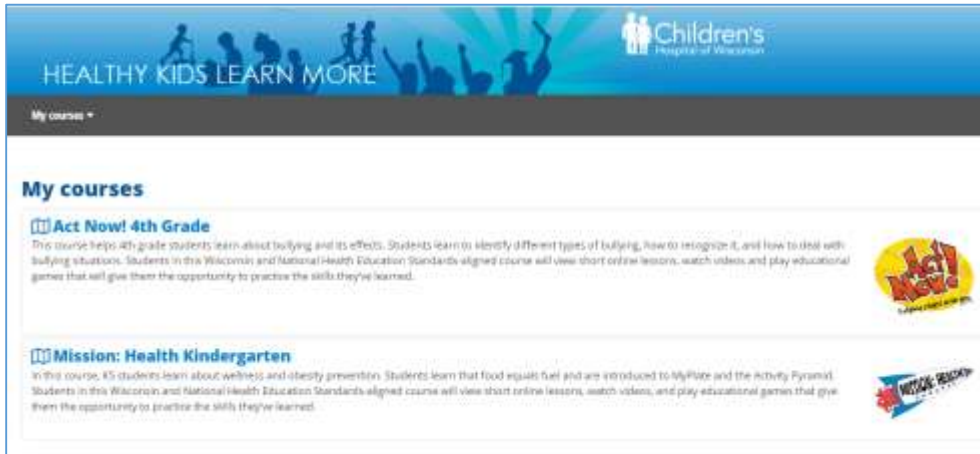 Children's
Hospital of Wisconsin
HEALTHY KIDS LEARN MORE
My courses
My courses
Act Now! 4th Grade
This course helps 4th grade students learn about bullying and its effects. Students learn to identify different types of bullying, how to recognize it, and how to deal with
bullying situations. Students in this Wisconsin and National Health Education Standards-aligned course will view short online lessons, watch videos and play educational
games that will give them the opportunity to practice the skills they've learned.
Act
Now!
Mission: Health Kindergarten
In this course, K5 students learn about wellness and obesity prevention. Students learn that food equals fuel and are introduced to MyPlate and the Activity Pyramid.
Students in this Wisconsin and National Health Education Standards-aligned course will view short online lessons, watch videos, and play educational games that give
them the opportunity to practice the skills they've learned.
MISSION: HEALTH